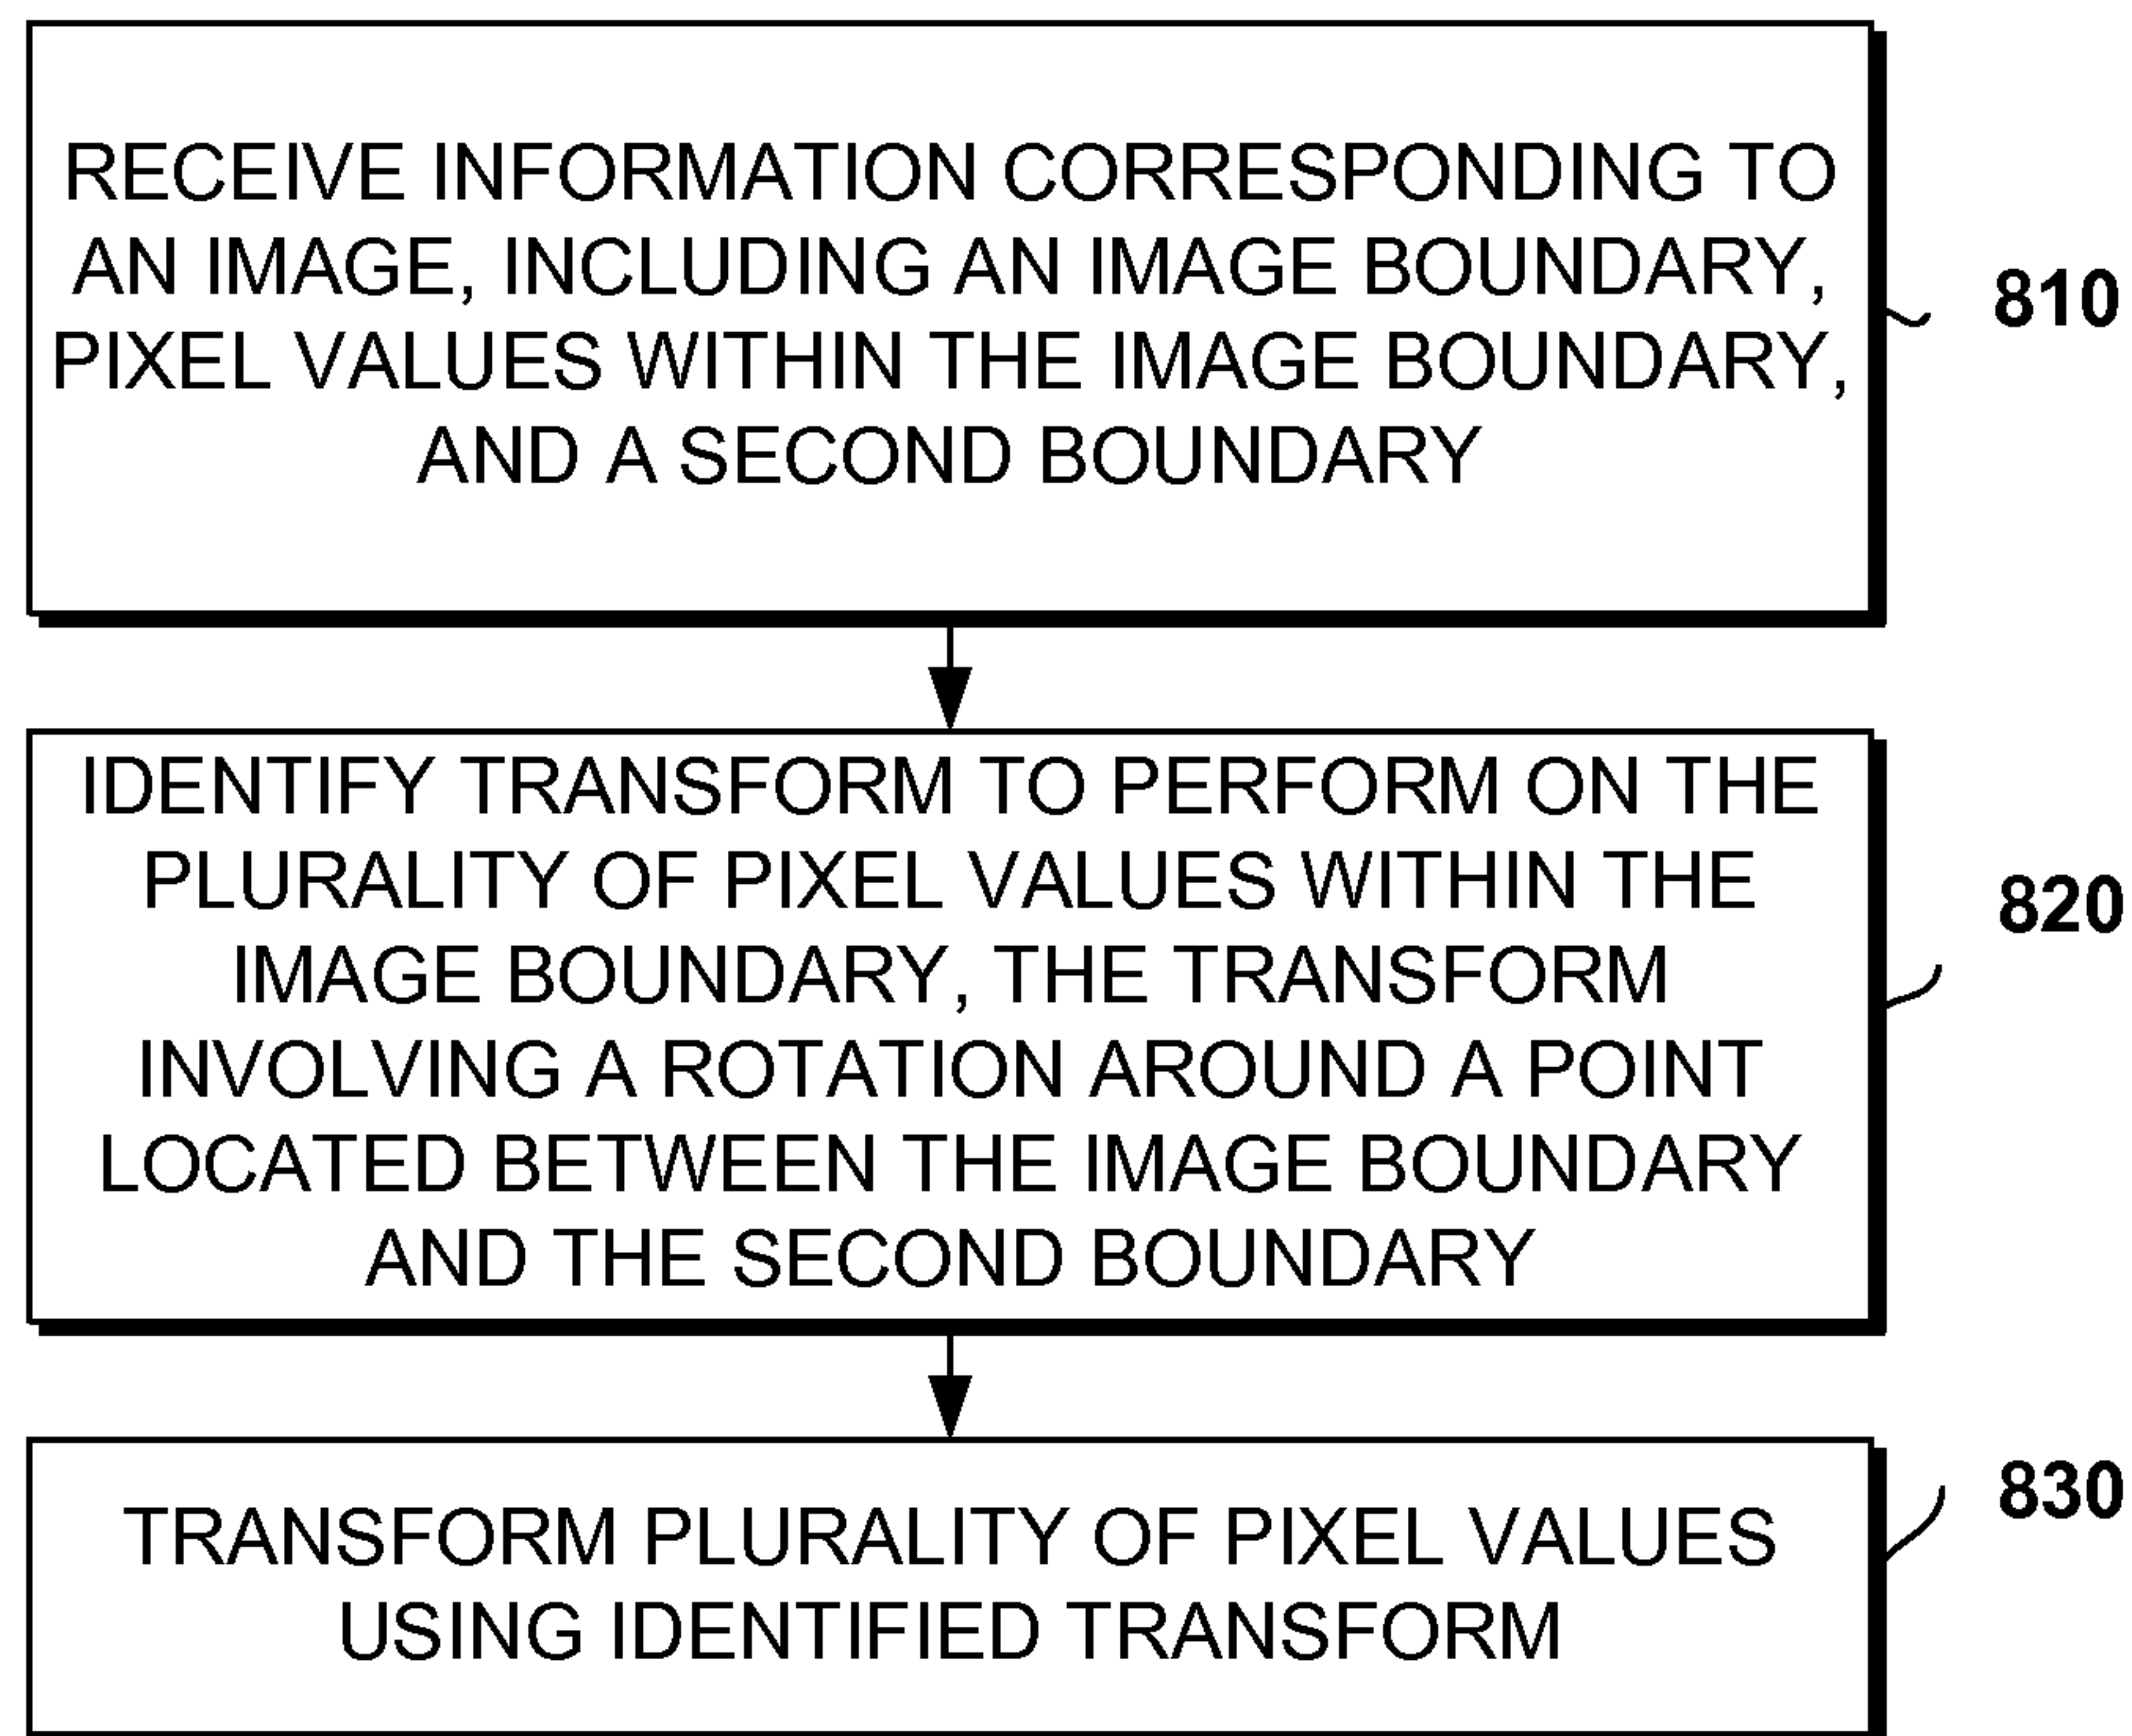 RECEIVE INFORMATION CORRESPONDING TO
AN IMAGE, INCLUDING AN IMAGE BOUNDARY,
PIXEL VALUES WITHIN THE IMAGE BOUNDARY,
AND A SECOND BOUNDARY
810
IDENTIFY TRANSFORM TO PERFORM ON THE
PLURALITY OF PIXEL VALUES WITHIN THE
IMAGE BOUNDARY, THE TRANSFORM
INVOLVING A ROTATION AROUND A POINT
LOCATED BETWEEN THE IMAGE BOUNDARY
AND THE SECOND BOUNDARY
820
TRANSFORM PLURALITY OF PIXEL VALUES
USING IDENTIFIED TRANSFORM
830